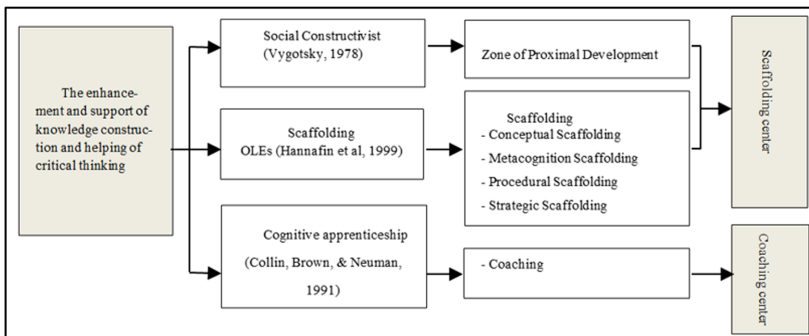 The enhance-
ment and support of
knowledge construc-
tion and helping of
critical thinking
Social Constructivist
(Vygotsky, 1978)
Zone of Proximal Development
Scaffolding
OLEs (Hannafin et al, 1999)
Scaffolding
- Conceptual Scaffolding
- Metacognition Scaffolding
- Procedural Scaffolding
- Strategic Scaffolding
Scaffolding center
Cognitive apprenticeship
(Collin, Brown, & Neuman,
1991)
- Coaching
Coaching center